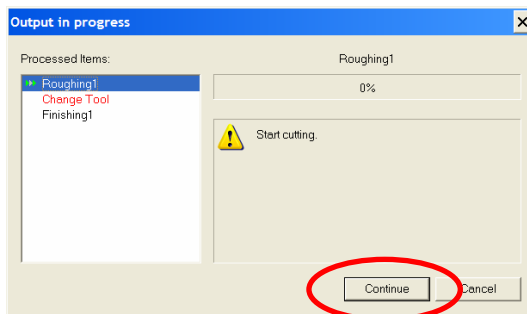 Output in progress
Processed Items:
Roughing1
Roughing1
Change Tool
Finishing1
0%
Start cutting.
Continue
Cancel